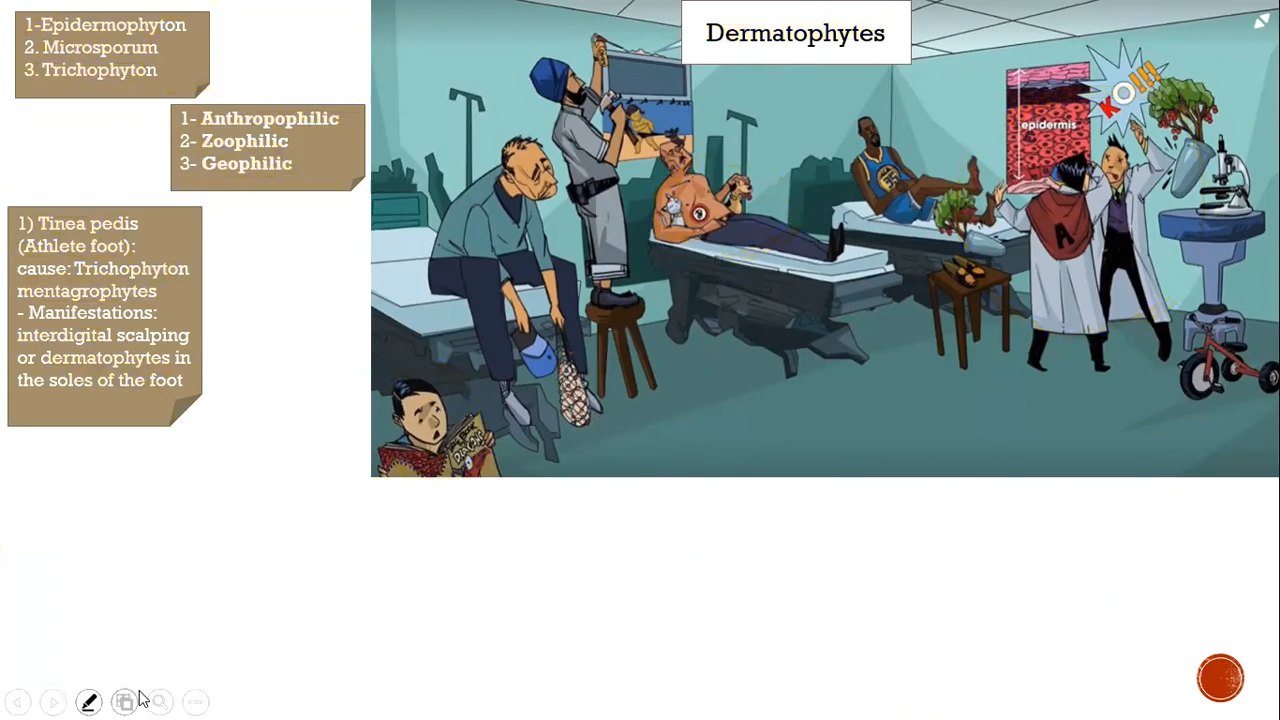 1-Epidermophyton
2. Microsporum
3. Trichophyton
Dermatophytes
1- Anthropophilic
2- Zoophilic
3- Geophilic
KO!!!
epidermis
1) Tinea pedis
(Athlete foot):
cause: Trichophyton
mentagrophytes
- Manifestations:
interdigital scalping
or dermatophytes in
the soles of the foot
A